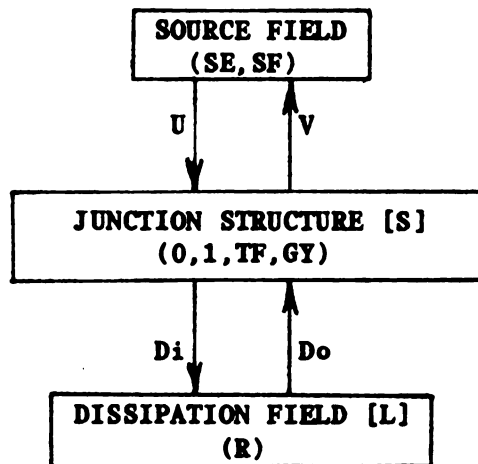 SOURCE FIELD
(SE,SF)
U
V
JUNCTION STRUCTURE [S]
(0,1,TF,GY)
Di
Do
DISSIPATION FIELD [L]
(R)